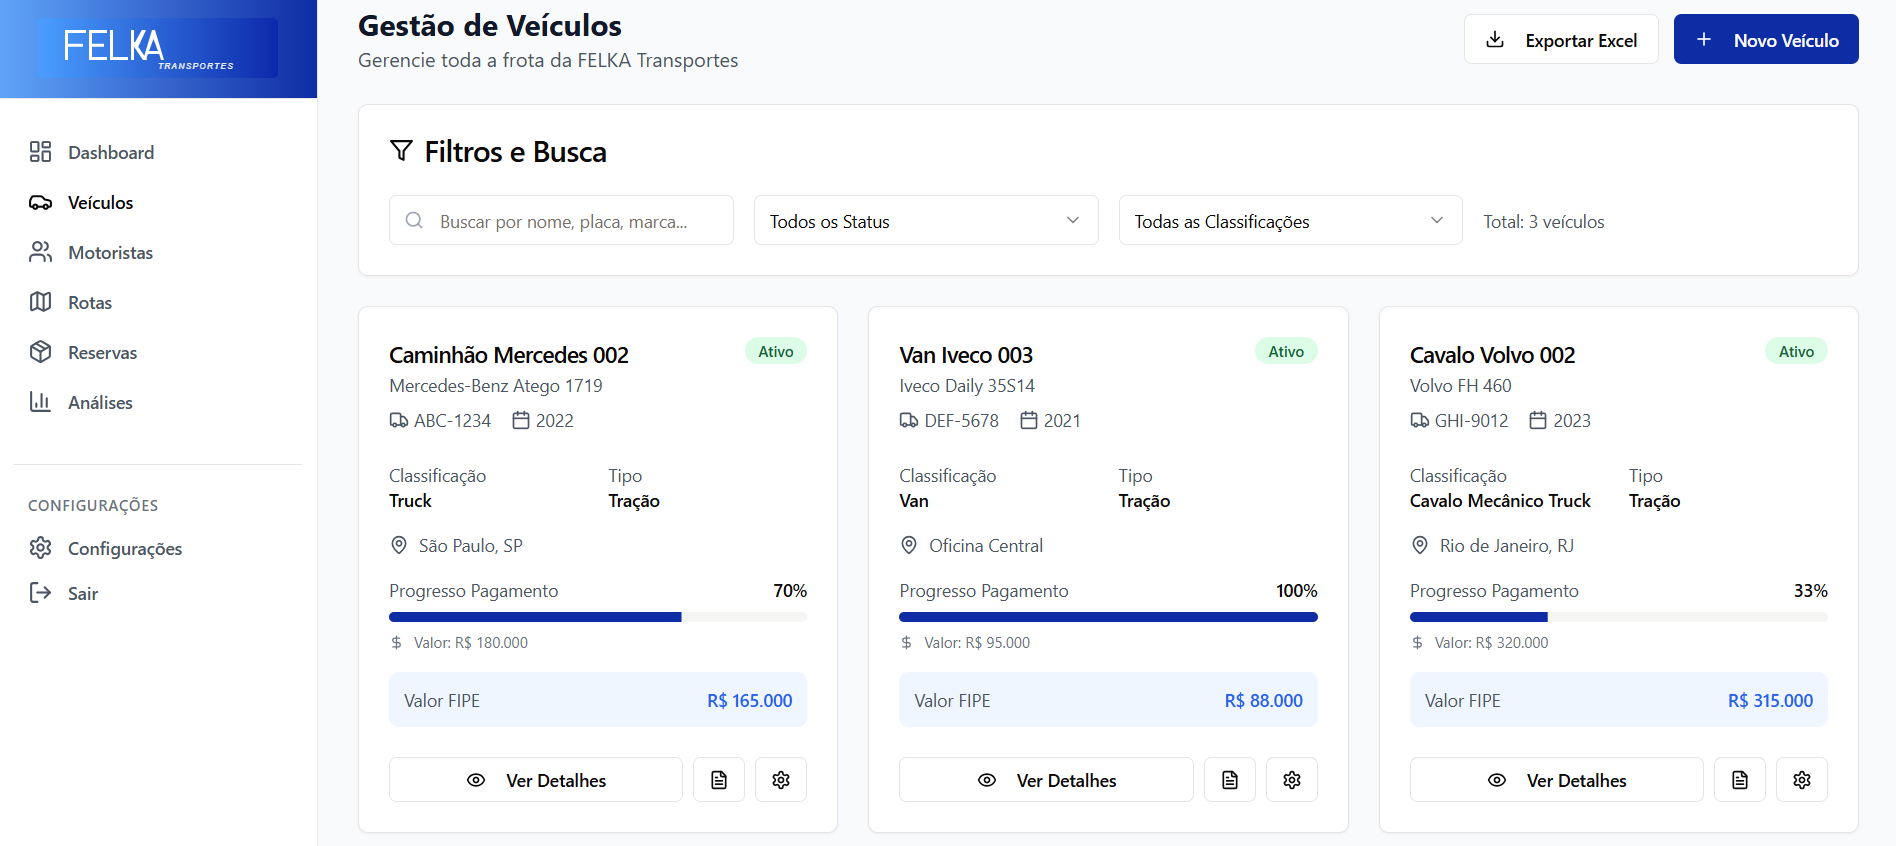 FELKA
TRANSPORTES
Dashboard
Veículos
Motoristas
Rotas
Reservas
Análises
CONFIGURAÇÕES
Configurações
Sair
Gestão de Veículos
Gerencie toda a frota da FELKA Transportes
Exportar Excel
Novo Veículo
Filtros e Busca
Buscar por nome, placa, marca...
Todos os Status
Todas as Classificações
Total: 3 veículos
Caminhão Mercedes 002
Ativo
Mercedes-Benz Atego 1719
ABC-1234 2022
Classificação Tipo
Truck Tração
São Paulo, SP
Progresso Pagamento 70%
$ Valor: R$ 180.000
Valor FIPE R$ 165.000
Ver Detalhes
Van Iveco 003
Ativo
Iveco Daily 35S14
DEF-5678 2021
Classificação Tipo
Van Tração
Oficina Central
Progresso Pagamento 100%
$ Valor: R$ 95.000
Valor FIPE R$ 88.000
Ver Detalhes
Cavalo Volvo 002
Ativo
Volvo FH 460
GHI-9012 2023
Classificação Tipo
Cavalo Mecânico Truck Tração
Rio de Janeiro, RJ
Progresso Pagamento 33%
$ Valor: R$ 320.000
Valor FIPE R$ 315.000
Ver Detalhes